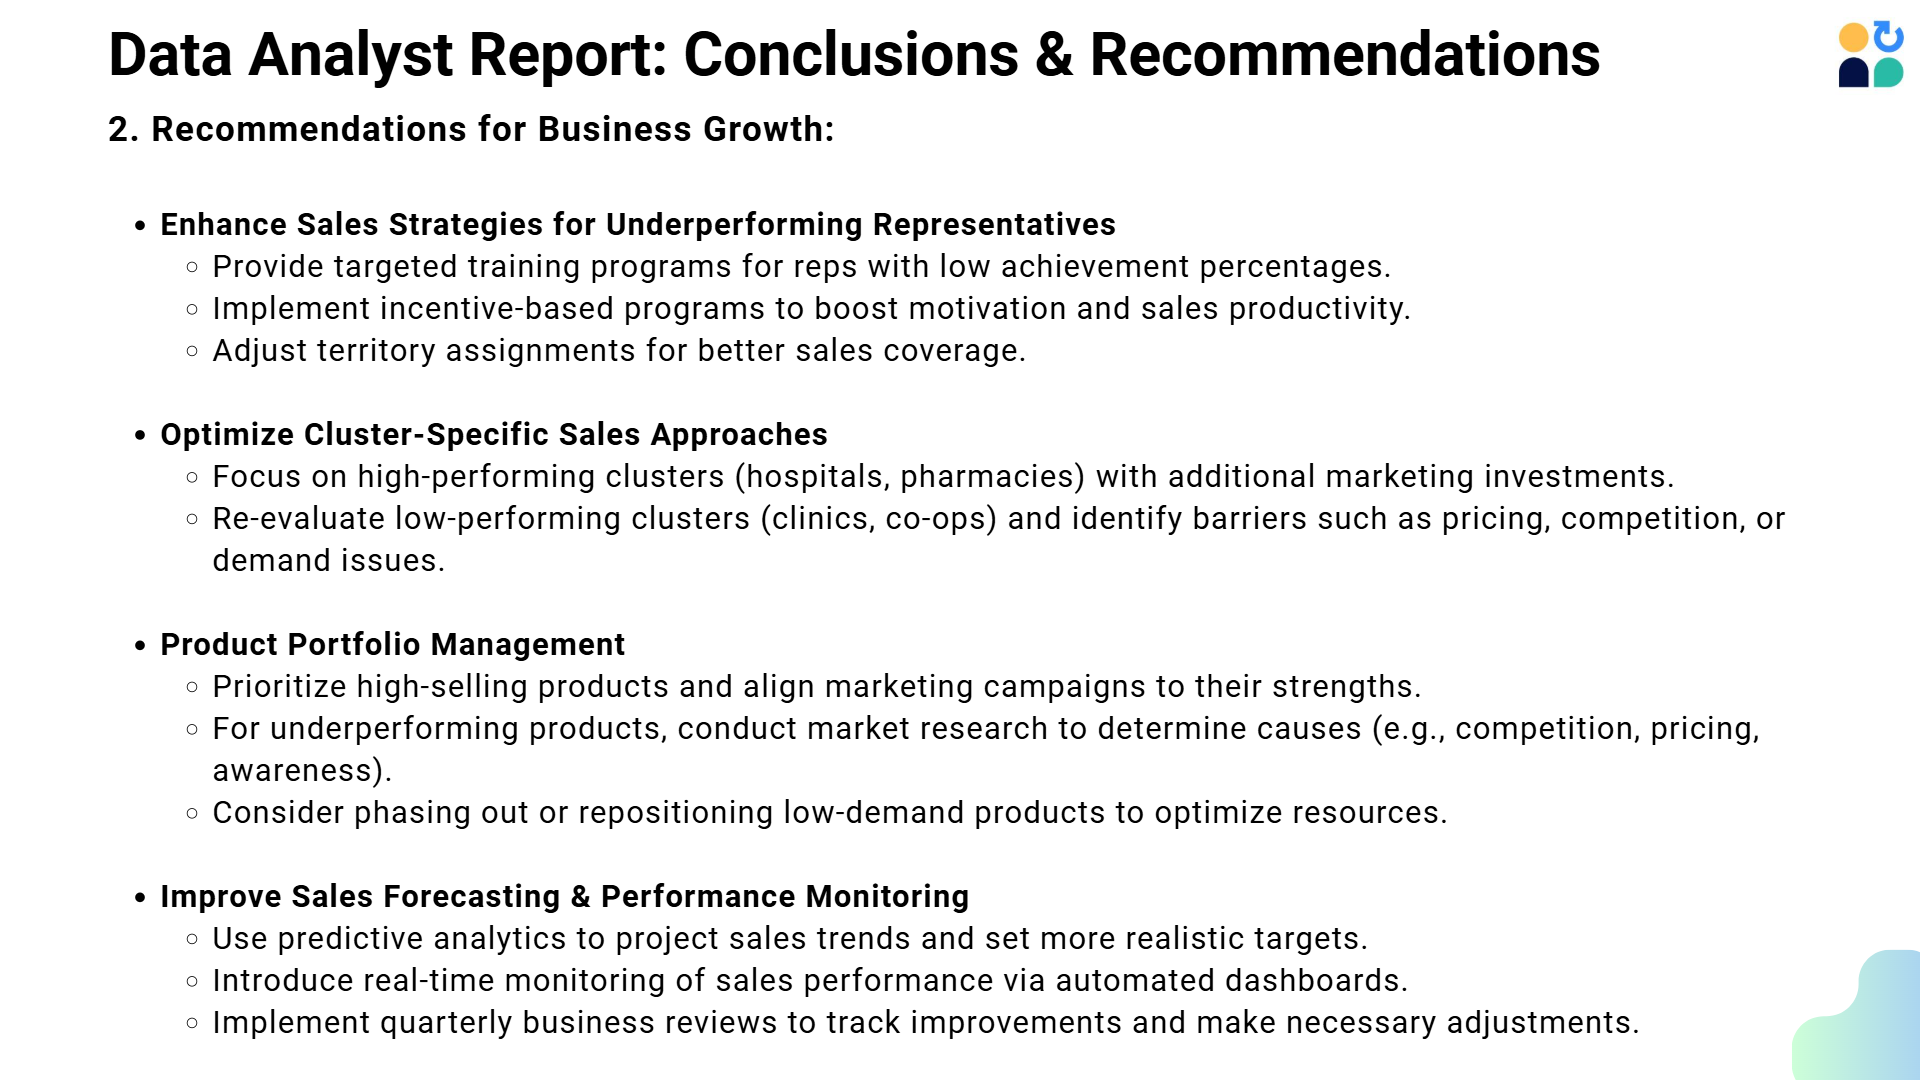 Data Analyst Report: Conclusions & Recommendations
2. Recommendations for Business Growth:
• Enhance Sales Strategies for Underperforming Representatives
○ Provide targeted training programs for reps with low achievement percentages.
○ Implement incentive-based programs to boost motivation and sales productivity.
○ Adjust territory assignments for better sales coverage.
• Optimize Cluster-Specific Sales Approaches
○ Focus on high-performing clusters (hospitals, pharmacies) with additional marketing investments.
○ Re-evaluate low-performing clusters (clinics, co-ops) and identify barriers such as pricing, competition, or
demand issues.
• Product Portfolio Management
○ Prioritize high-selling products and align marketing campaigns to their strengths.
○ For underperforming products, conduct market research to determine causes (e.g., competition, pricing,
awareness).
○ Consider phasing out or repositioning low-demand products to optimize resources.
• Improve Sales Forecasting & Performance Monitoring
○ Use predictive analytics to project sales trends and set more realistic targets.
○ Introduce real-time monitoring of sales performance via automated dashboards.
○ Implement quarterly business reviews to track improvements and make necessary adjustments.